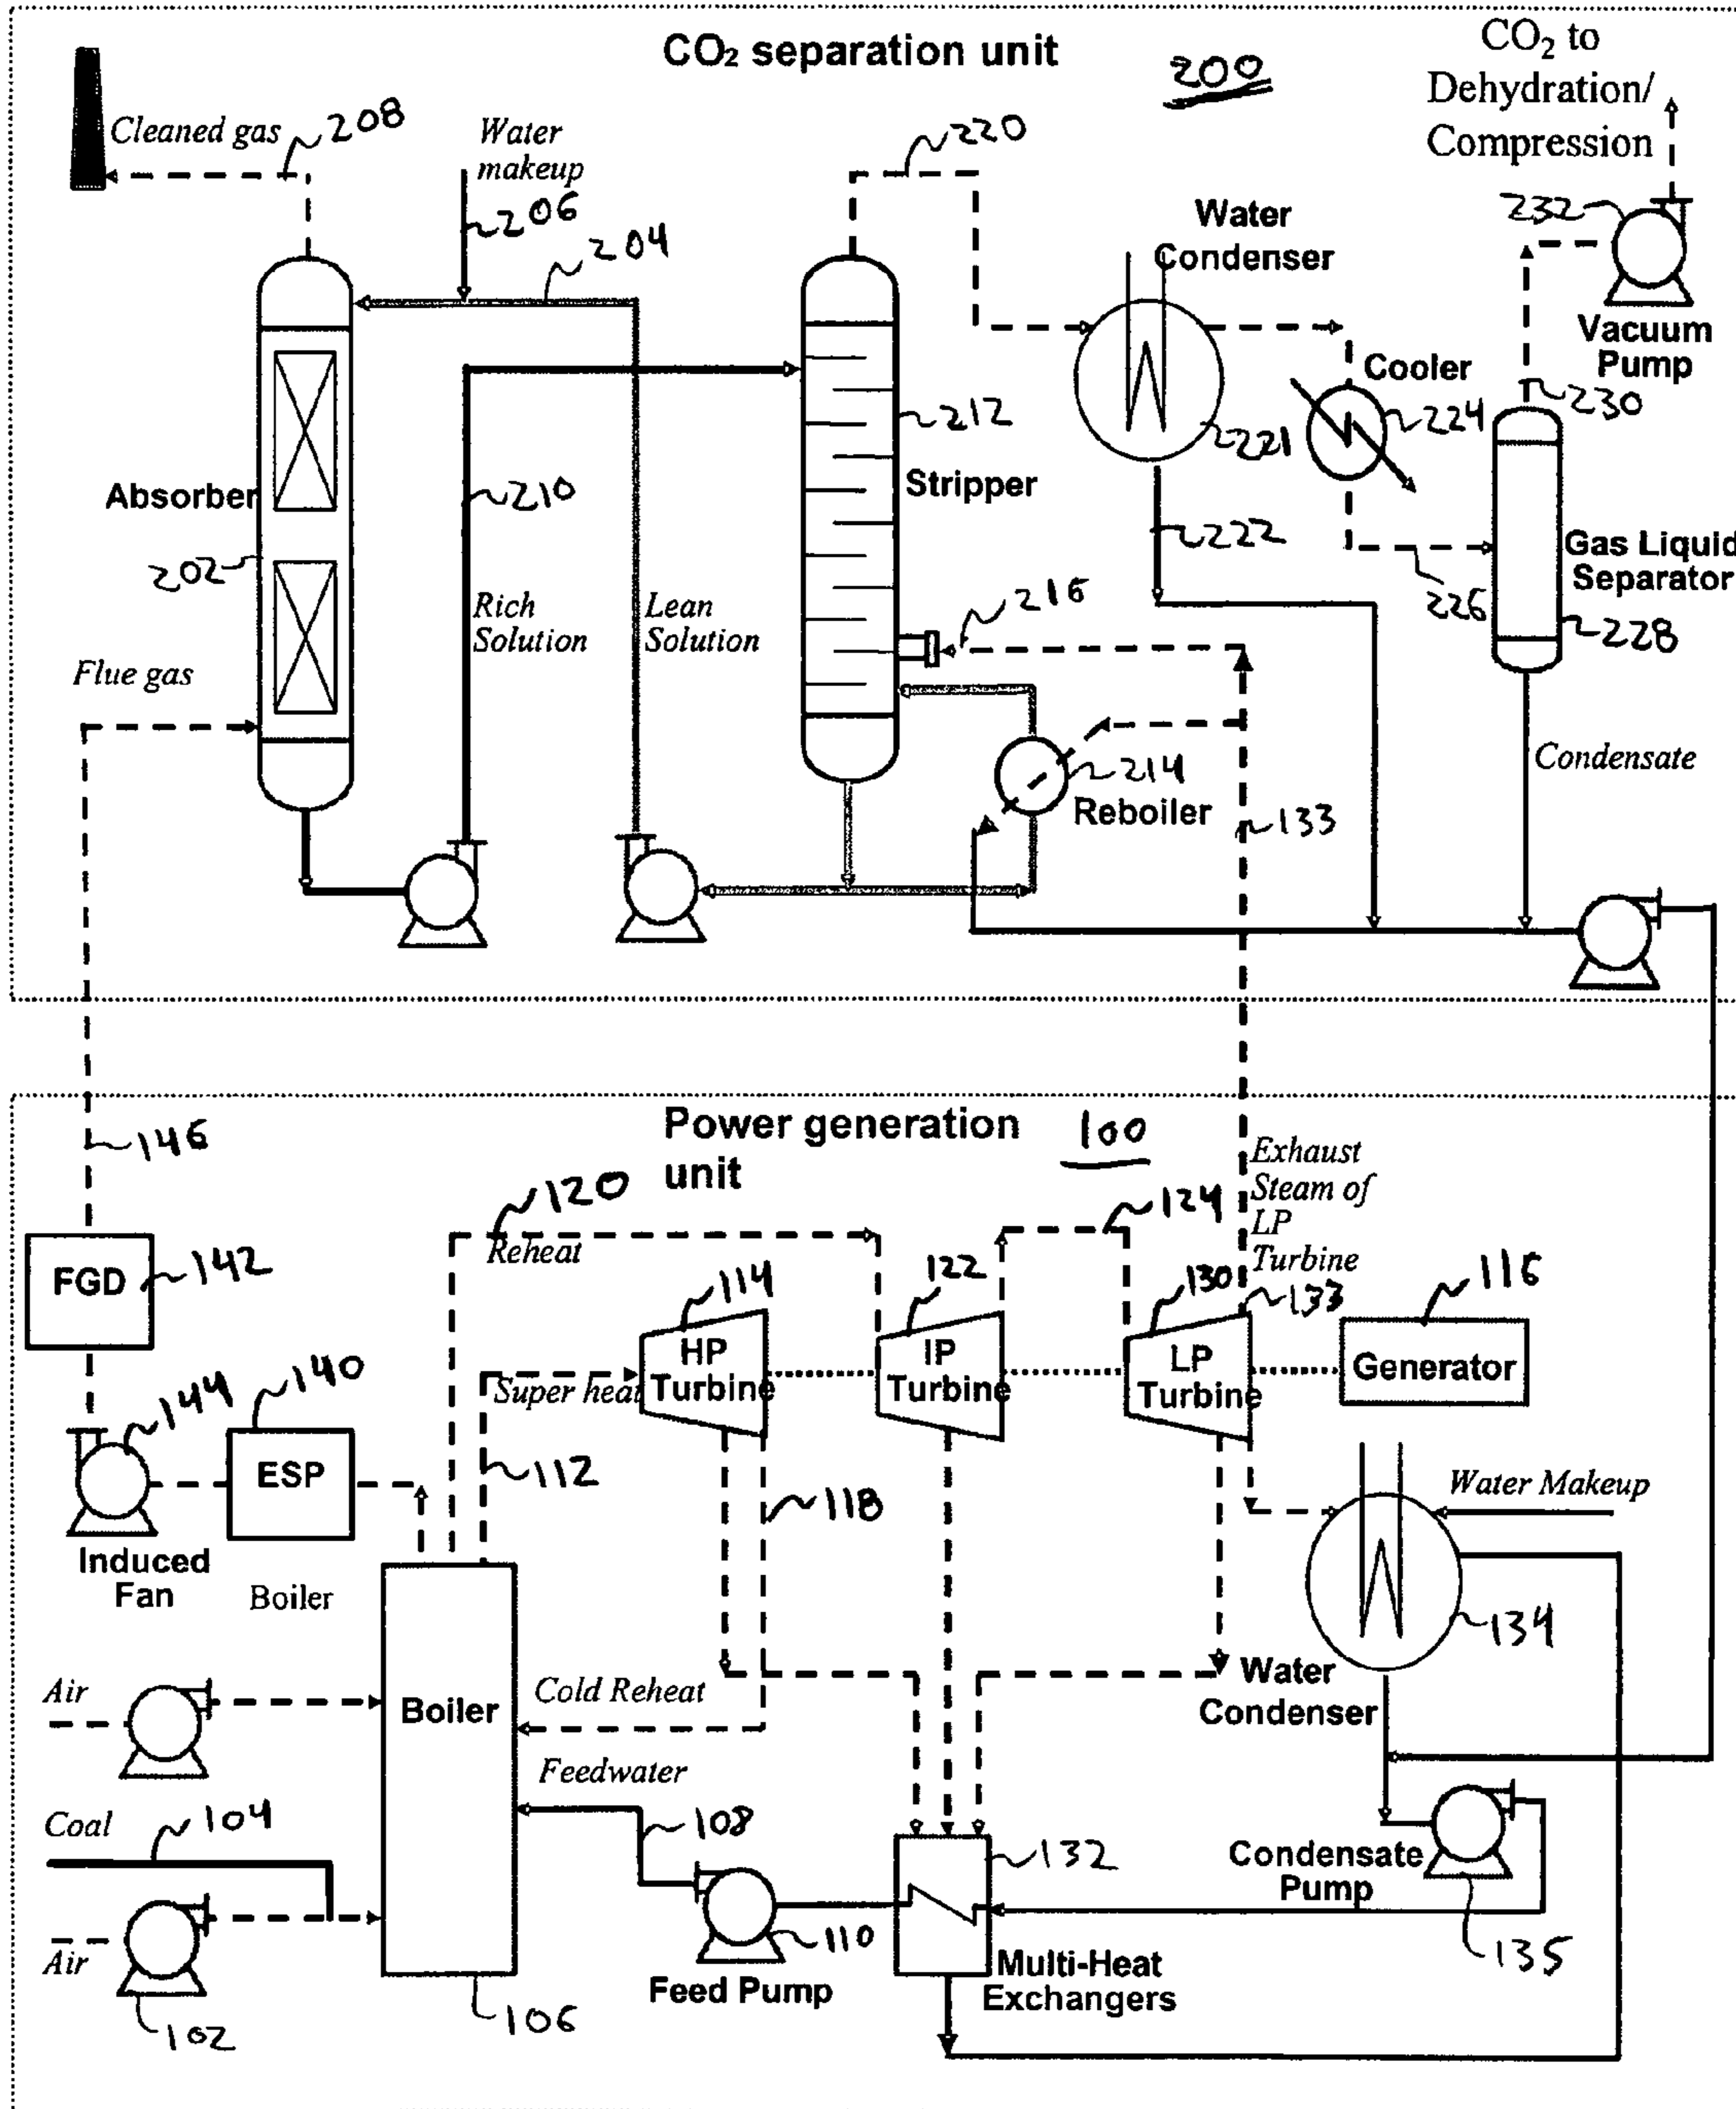 CO₂ separation unit
200
CO₂ to
Dehydration/
Compression
Cleaned gas
208
Water
makeup
206
204
220
Water
Condenser
232
Vacuum
Pump
230
Cooler
224
221
212
Absorber
210
Stripper
222
Gas Liquid
Separator
202
226
228
Rich
Solution
Lean
Solution
216
Flue gas
214
Reboiler
133
Condensate
146
Power generation
unit
100
Exhaust
Steam of
LP
Turbine
120
Reheat
124
FGD
142
114
122
130
133
116
HP
Turbine
IP
Turbine
LP
Turbine
Generator
140
144
Super heat
ESP
112
118
Water Makeup
Induced
Fan
Boiler
134
Air
Boiler
Cold Reheat
Water
Condenser
Feedwater
Coal
104
108
132
Condensate
Pump
Air
110
135
Feed Pump
Multi-Heat
Exchangers
102
106